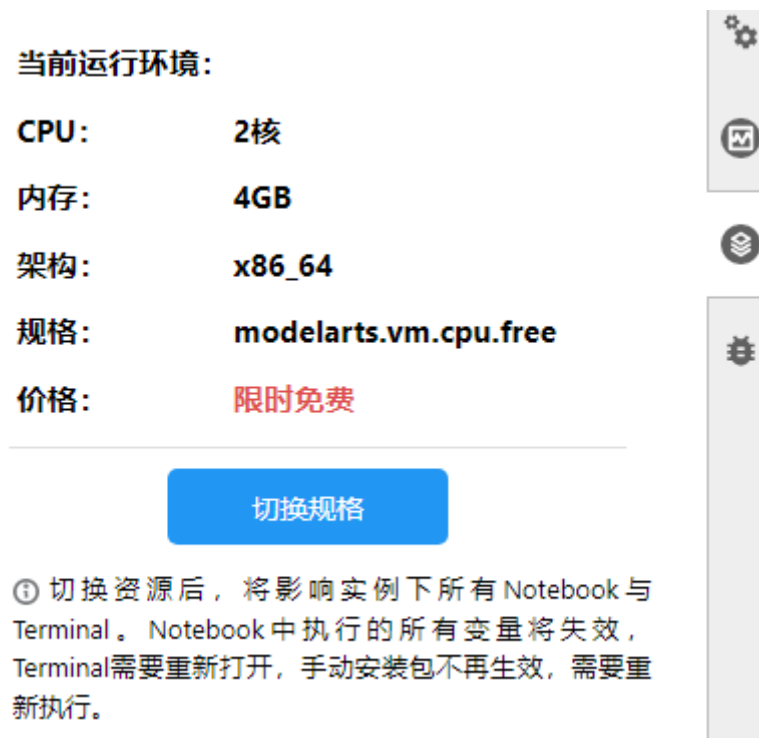 当前运行环境：
CPU： 2核
内存： 4GB
架构： x86_64
规格： modelarts.vm.cpu.free
价格： 限时免费
切换规格
切换资源后，将影响实例下所有Notebook与
Terminal。Notebook中执行的所有变量将失效，
Terminal需要重新打开，手动安装包不再生效，需要重
新执行。